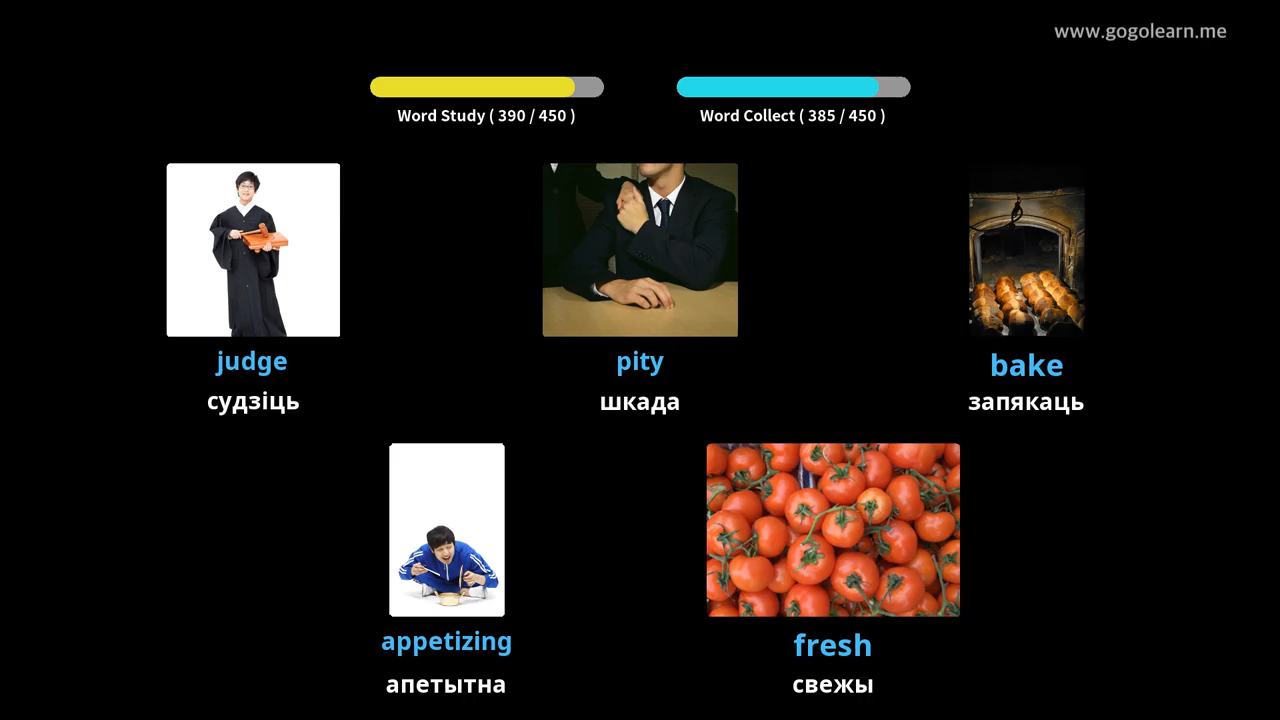 www.gogolearn.me
Word Study ( 390 / 450 )
Word Collect ( 385 / 450 )
judge
судзіць
pity
шкада
bake
запякаць
appetizing
апетытна
fresh
свежы